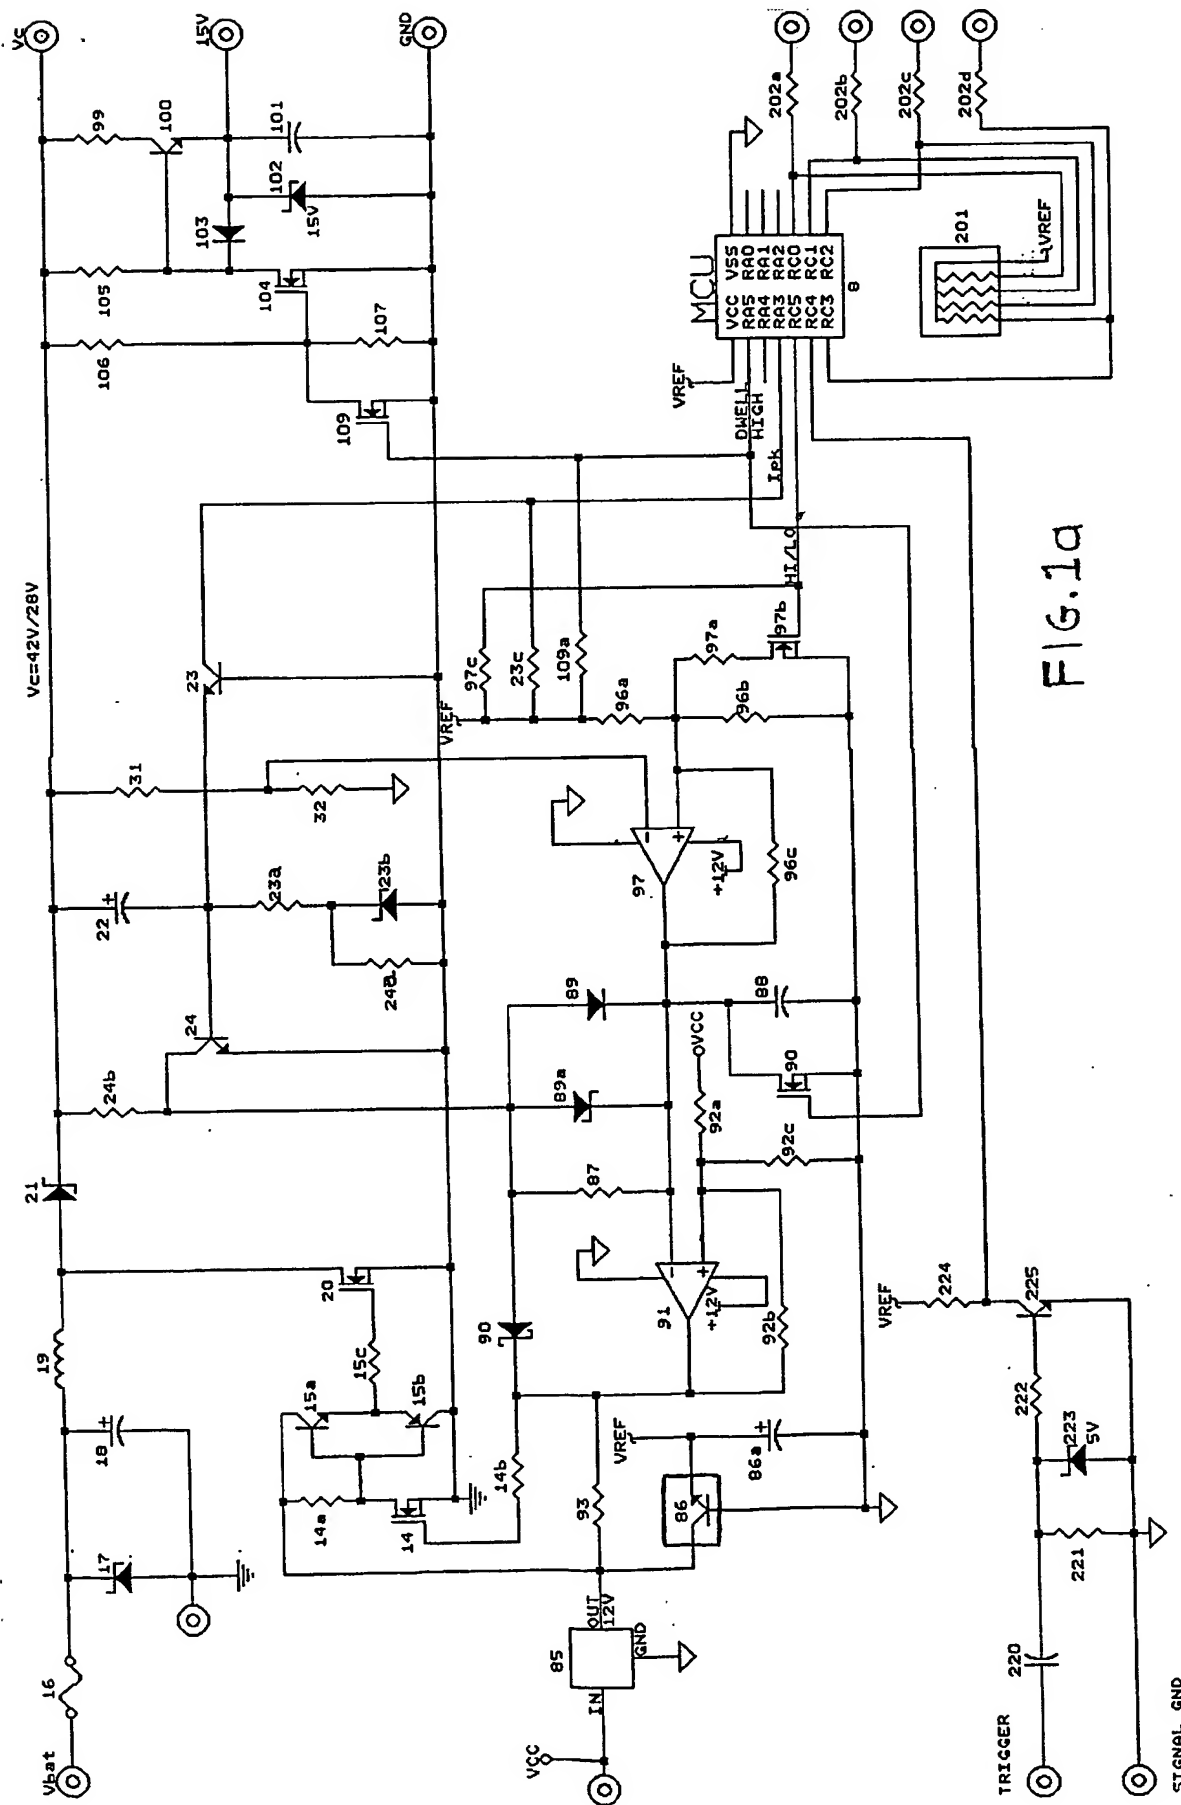 Vc
15V
GND
99
100
101
102
15V
103
104
105
106
107
109
Vc=42V/28V
202a
202b
202c
202d
MCU
VCC VSS
RA5 RA0
RA4 RA1
RA3 RA2
RC5 RC0
RC4 RC1
RC3 RC2
8
201
VREF
VREF
DWELL
HIGH
Ipk
HI/LO
23
31
32
22
23a
23b
24
24a
24b
97c
23c
109a
VREF
96a
96b
97a
97b
97
+12V
96c
89
89a
88
90
VCC
92a
92c
87
91
+12V
92b
90
21
20
19
15c
15a
15b
18
14a
14
14b
17
16
Vbat
93
VREF
86
86a
85
IN
OUT
12V
GND
VCC
VREF
224
225
222
223
5V
221
220
TRIGGER
SIGNAL GND
FIG.1a